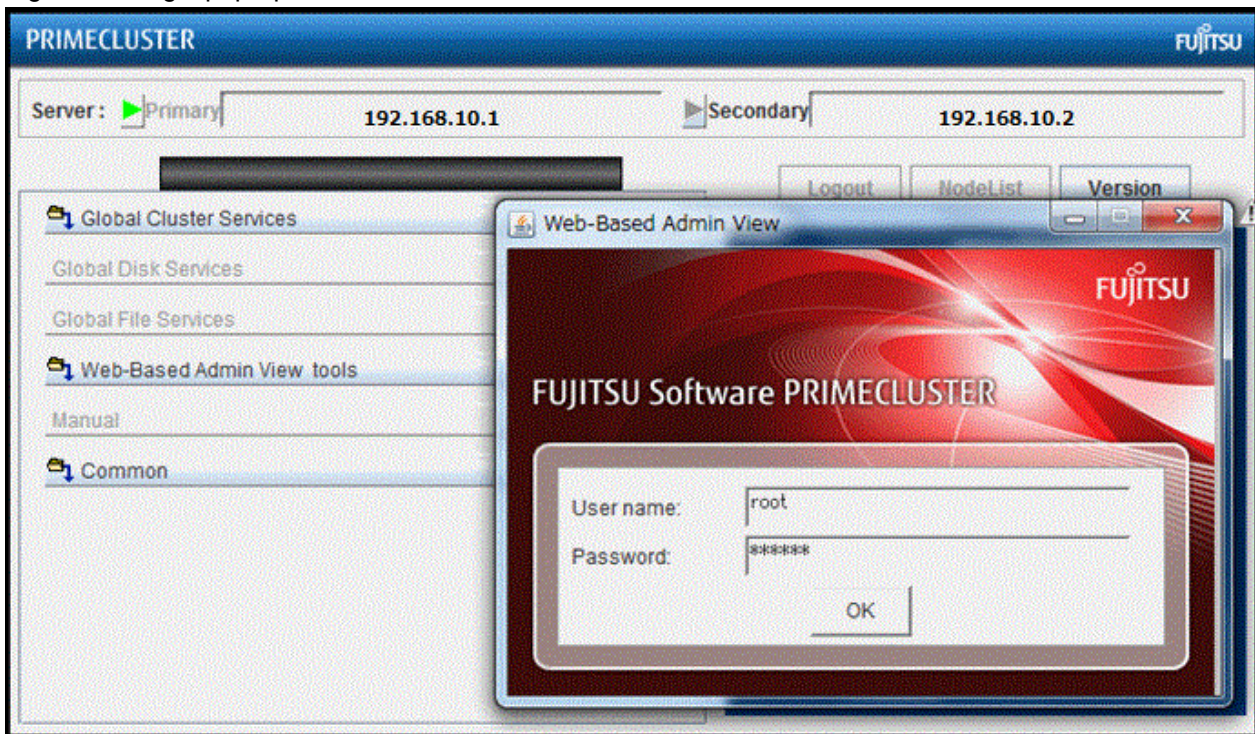 PRIMECLUSTER FUJITSU
Server : Primary 192.168.10.1 Secondary 192.168.10.2
Logout NodeList Version
Global Cluster Services
Global Disk Services
Global File Services
Web-Based Admin View tools
Manual
Common
Web-Based Admin View
FUJITSU
FUJITSU Software PRIMECLUSTER
User name: root
Password: ******
OK